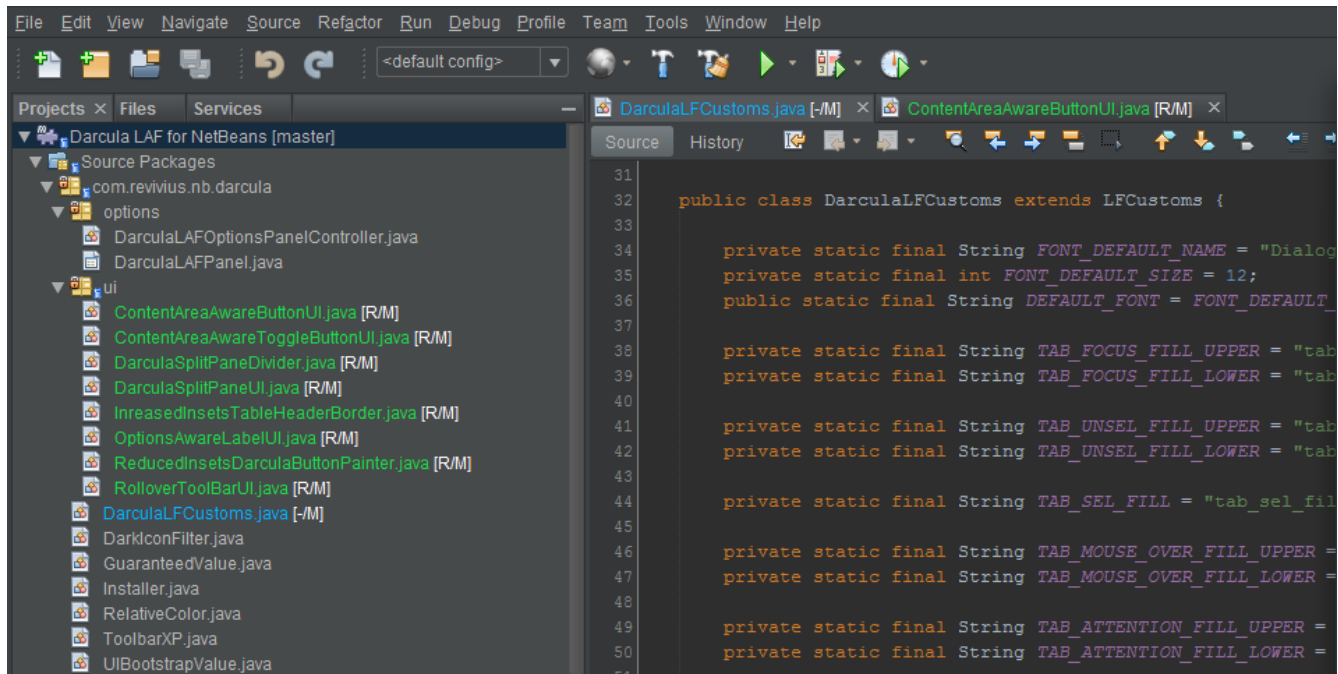 File Edit View Navigate Source Refactor Run Debug Profile Team Tools Window Help
<default config>
Projects × Files Services
Darcula LAF for NetBeans [master]
Source Packages
com.revivius.nb.darcula
options
DarculaLAFOptionsPanelController.java
DarculaLAFPanel.java
ui
ContentAreaAwareButtonUI.java [R/M]
ContentAreaAwareToggleButtonUI.java [R/M]
DarculaSplitPaneDivider.java [R/M]
DarculaSplitPaneUI.java [R/M]
InreasedInsetsTableHeaderBorder.java [R/M]
OptionsAwareLabelUI.java [R/M]
ReducedInsetsDarculaButtonPainter.java [R/M]
RolloverToolBarUI.java [R/M]
DarculaLFCustoms.java [-/M]
DarkIconFilter.java
GuaranteedValue.java
Installer.java
RelativeColor.java
ToolbarXP.java
UIBootstrapValue.java
DarculaLFCustoms.java [-/M] × ContentAreaAwareButtonUI.java [R/M] ×
Source History
31
32 public class DarculaLFCustoms extends LFCustoms {
33
34 private static final String FONT_DEFAULT_NAME = "Dialog
35 private static final int FONT_DEFAULT_SIZE = 12;
36 public static final String DEFAULT_FONT = FONT_DEFAULT_
37
38 private static final String TAB_FOCUS_FILL_UPPER = "tab
39 private static final String TAB_FOCUS_FILL_LOWER = "tab
40
41 private static final String TAB_UNSEL_FILL_UPPER = "tab
42 private static final String TAB_UNSEL_FILL_LOWER = "tab
43
44 private static final String TAB_SEL_FILL = "tab_sel_fil
45
46 private static final String TAB_MOUSE_OVER_FILL_UPPER =
47 private static final String TAB_MOUSE_OVER_FILL_LOWER =
48
49 private static final String TAB_ATTENTION_FILL_UPPER =
50 private static final String TAB_ATTENTION_FILL_LOWER =